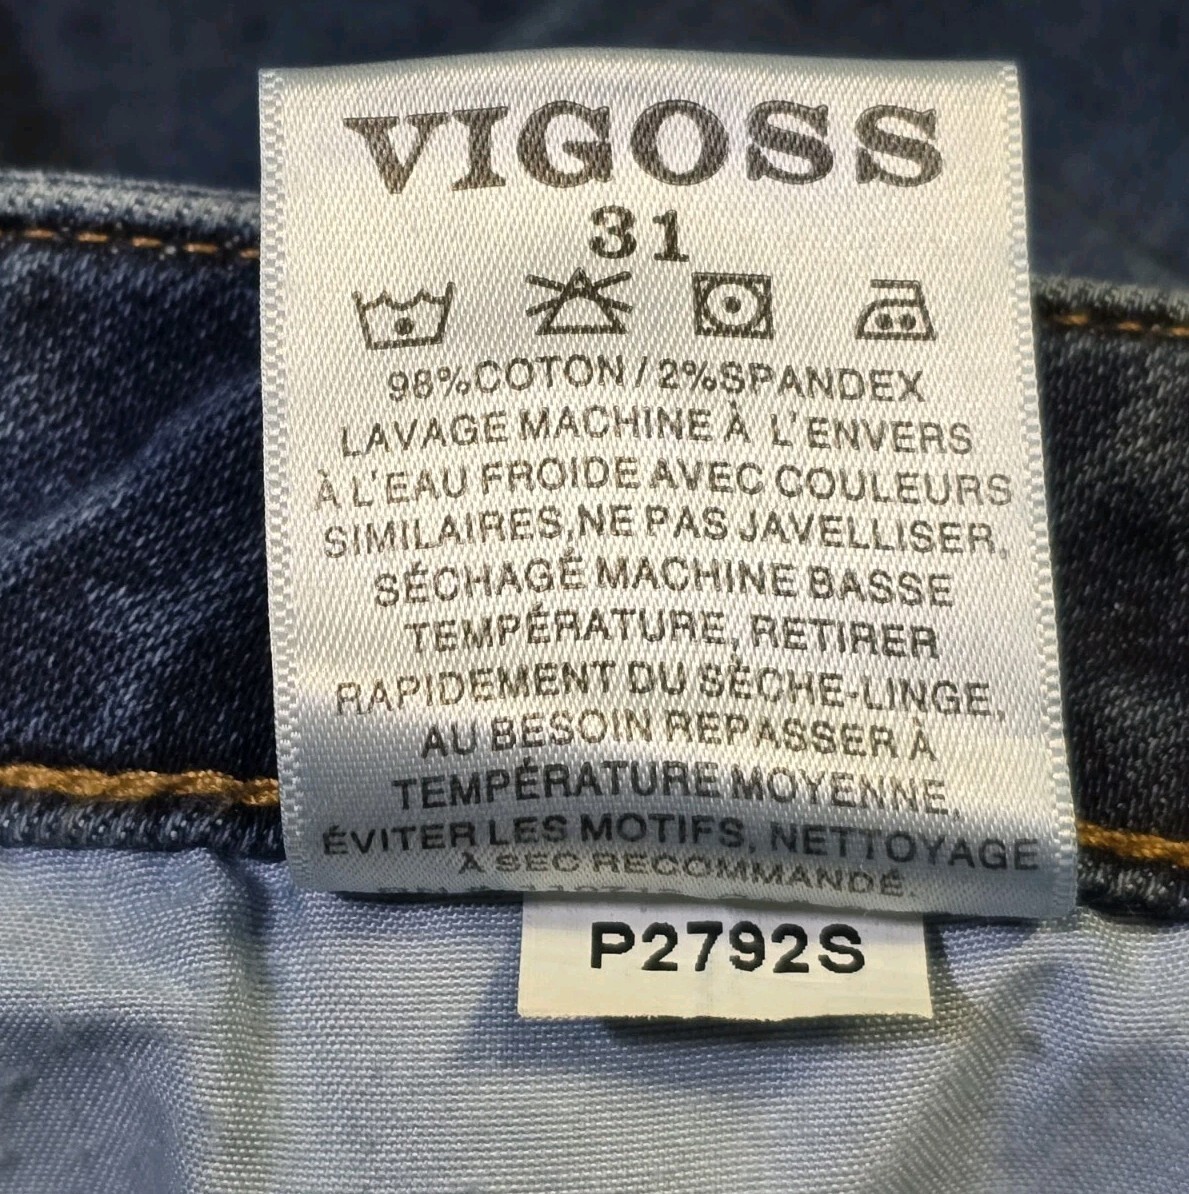 VIGOSS
31
98%COTON / 2%SPANDEX
LAVAGE MACHINE À L'ENVERS
À L'EAU FROIDE AVEC COULEURS
SIMILAIRES,NE PAS JAVELLISER.
SÉCHAGÉ MACHINE BASSE
TEMPÉRATURE, RETIRER
RAPIDEMENT DU SÈCHE-LINGE.
AU BESOIN REPASSER À
TEMPÉRATURE MOYENNE.
ÉVITER LES MOTIFS, NETTOYAGE
À SEC RECOMMANDÉ.
P2792S